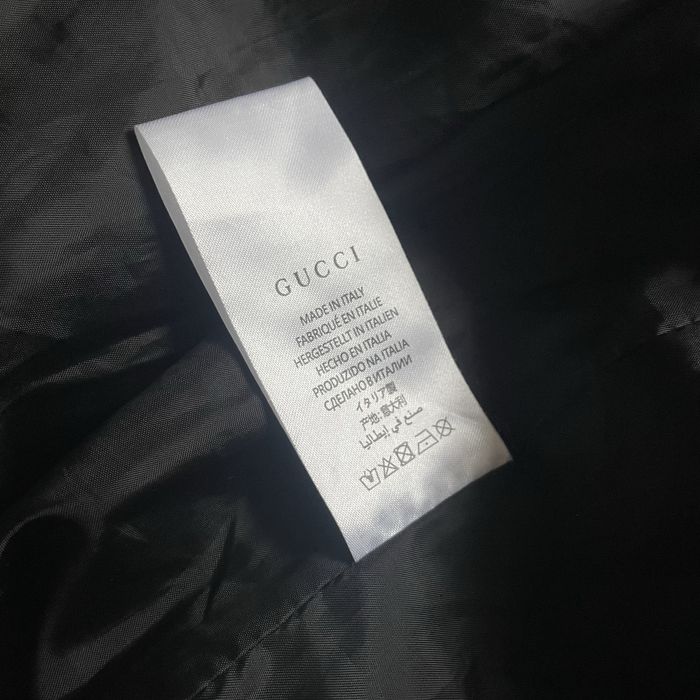 GUCCI
MADE IN ITALY
FABRIQUÉ EN ITALIE
HERGESTELLT IN ITALIEN
HECHO EN ITALIA
PRODUZIDO NA ITALIA
СДЕЛАНО В ИТАЛИИ
イタリア製
产地:意大利
صنع في إيطاليا